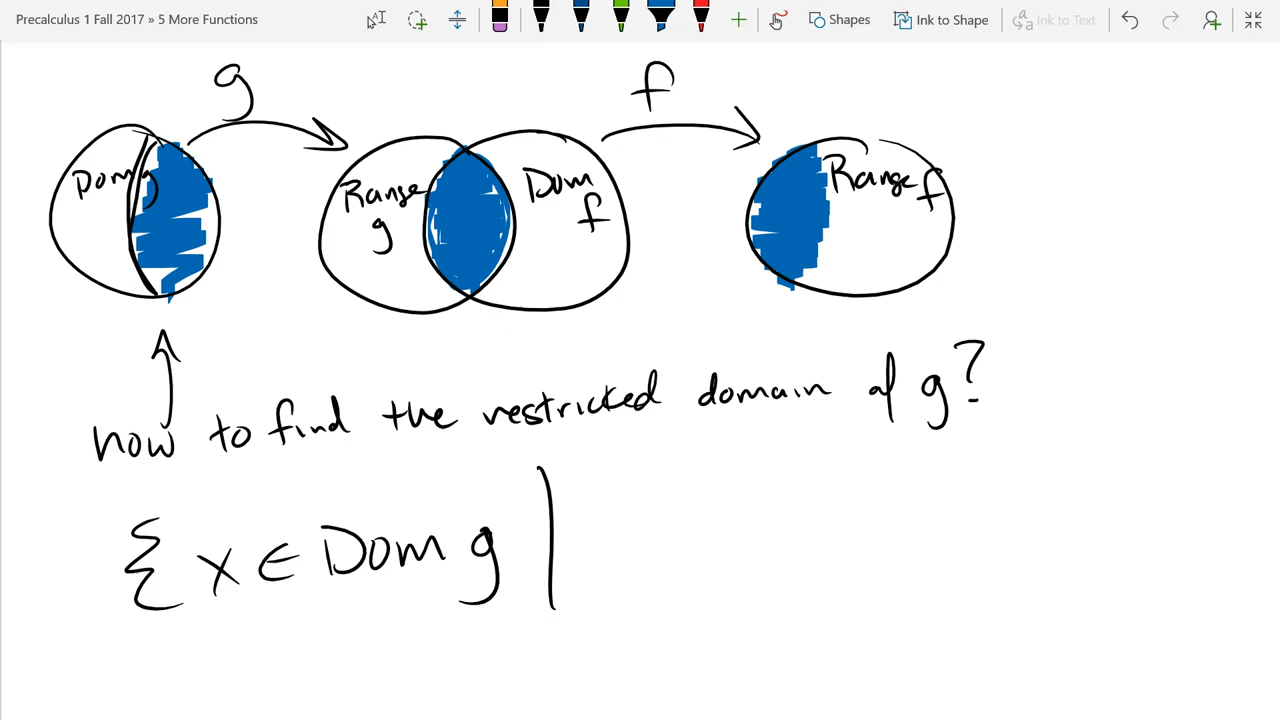 Precalculus 1 Fall 2017 » 5 More Functions
Shapes
Ink to Shape
Ink to Text
g
f
Dom g
Range g
Dom f
Range f
how to find the restricted domain of g?
{ x ∈ Dom g |